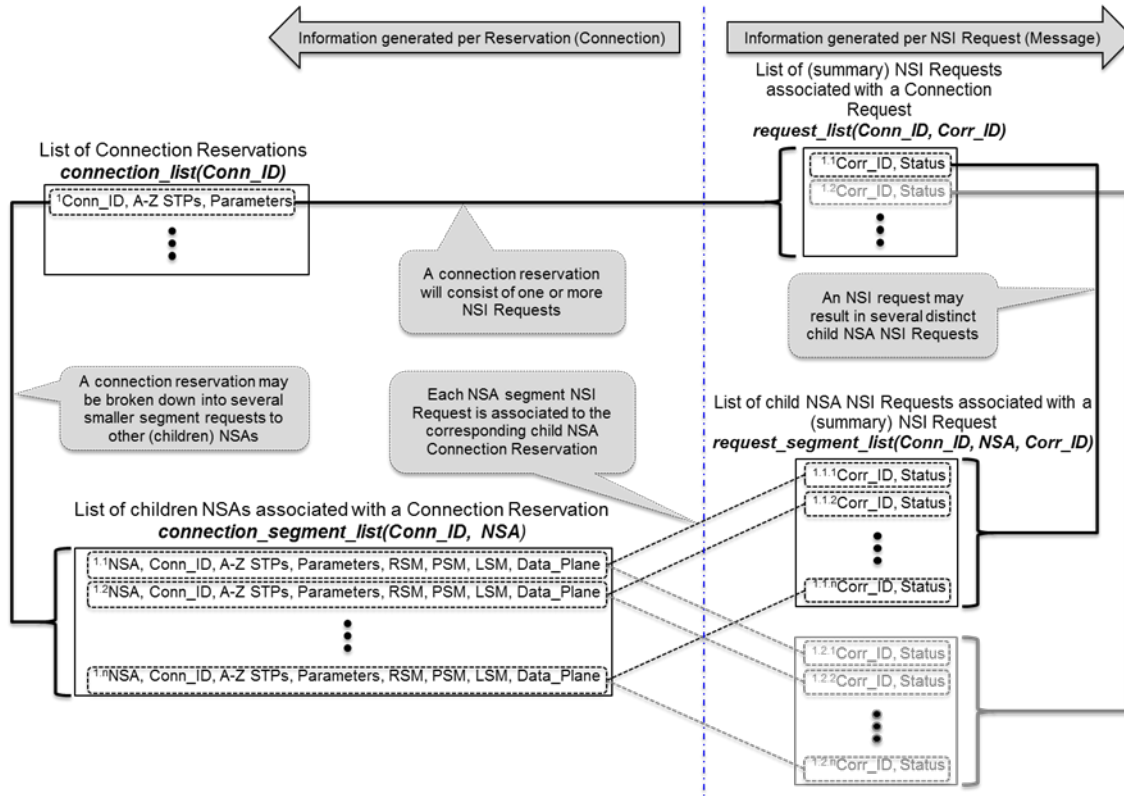 Information generated per Reservation (Connection)
Information generated per NSI Request (Message)
List of (summary) NSI Requests
associated with a Connection
Request
request_list(Conn_ID, Corr_ID)
List of Connection Reservations
connection_list(Conn_ID)
1.1Corr_ID, Status
1.2Corr_ID, Status
1Conn_ID, A-Z STPs, Parameters
A connection reservation
will consist of one or more
NSI Requests
An NSI request may
result in several distinct
child NSA NSI Requests
A connection reservation may
be broken down into several
smaller segment requests to
other (children) NSAs
Each NSA segment NSI
Request is associated to the
corresponding child NSA
Connection Reservation
List of child NSA NSI Requests associated with a
(summary) NSI Request
request_segment_list(Conn_ID, NSA, Corr_ID)
1.1.1Corr_ID, Status
1.1.2Corr_ID, Status
1.1.nCorr_ID, Status
List of children NSAs associated with a Connection Reservation
connection_segment_list(Conn_ID, NSA)
1.1NSA, Conn_ID, A-Z STPs, Parameters, RSM, PSM, LSM, Data_Plane
1.2NSA, Conn_ID, A-Z STPs, Parameters, RSM, PSM, LSM, Data_Plane
1.nNSA, Conn_ID, A-Z STPs, Parameters, RSM, PSM, LSM, Data_Plane
1.2.1Corr_ID, Status
1.2.2Corr_ID, Status
1.2.nCorr_ID, Status